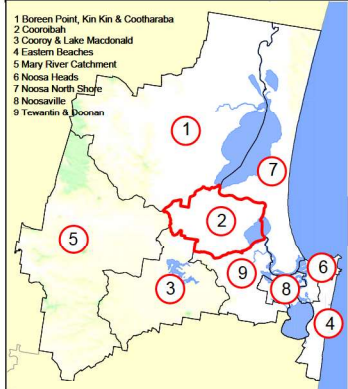 1 Boreen Point, Kin Kin & Cootharaba
2 Cooroibah
3 Cooroy & Lake Macdonald
4 Eastern Beaches
5 Mary River Catchment
6 Noosa Heads
7 Noosa North Shore
8 Noosaville
9 Tewantin & Doonan
1
7
2
5
6
9
3
8
4